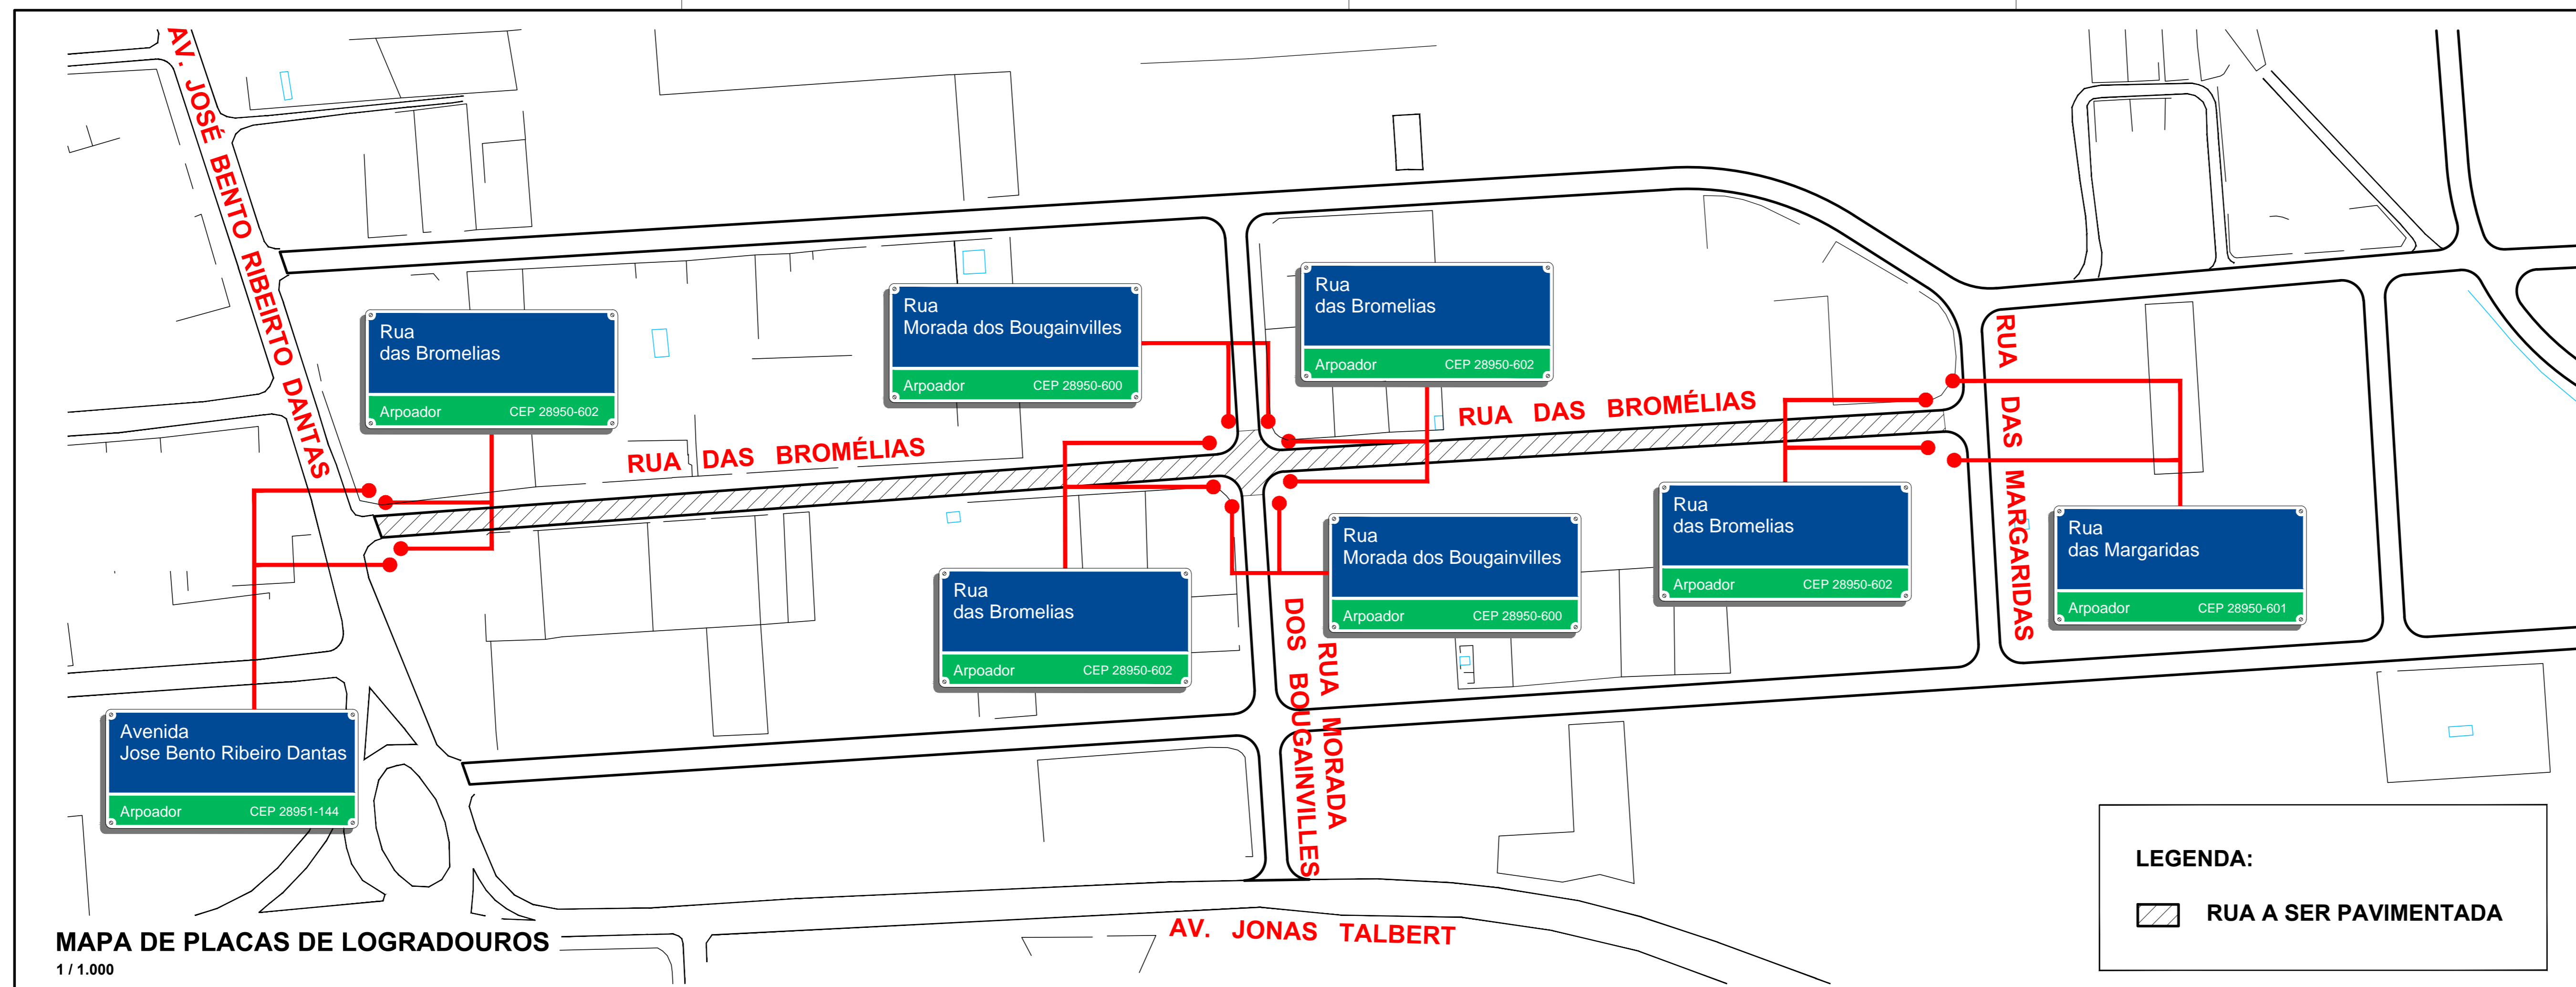 AV. JOSÉ BENTO RIBEIRTO DANTAS
Rua
das Bromelias
Arpoador CEP 28950-602
Rua
Morada dos Bougainvilles
Arpoador CEP 28950-600
Rua
das Bromelias
Arpoador CEP 28950-602
RUA DAS BROMÉLIAS
RUA DAS BROMÉLIAS
RUA DAS MARGARIDAS
Rua
das Bromelias
Arpoador CEP 28950-602
Rua
Morada dos Bougainvilles
Arpoador CEP 28950-600
Rua
das Bromelias
Arpoador CEP 28950-602
Rua
das Margaridas
Arpoador CEP 28950-601
RUA MORADA
DOS BOUGAINVILLES
Avenida
Jose Bento Ribeiro Dantas
Arpoador CEP 28951-144
AV. JONAS TALBERT
MAPA DE PLACAS DE LOGRADOUROS
1 / 1.000
LEGENDA:
RUA A SER PAVIMENTADA